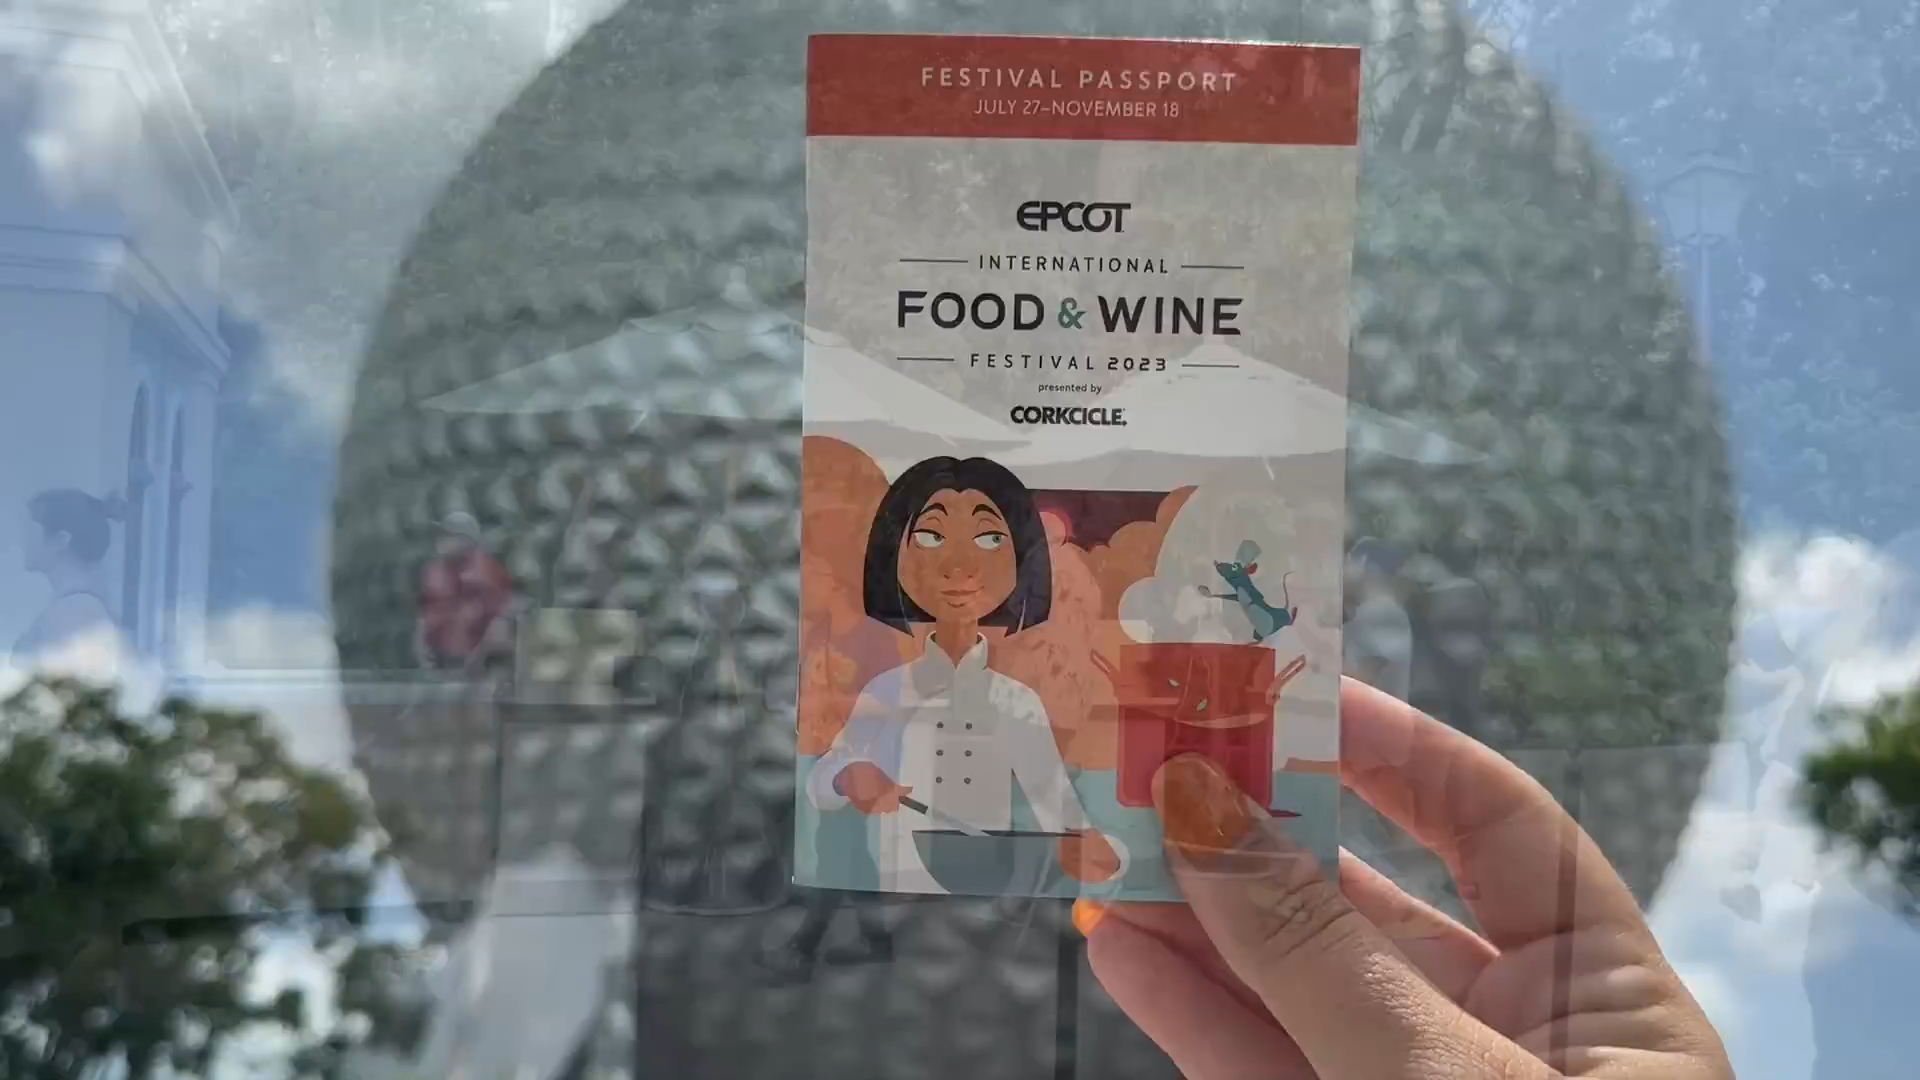 FESTIVAL PASSPORT
JULY 27–NOVEMBER 18
EPCOT
INTERNATIONAL
FOOD & WINE
FESTIVAL 2023
presented by
CORKCICLE.